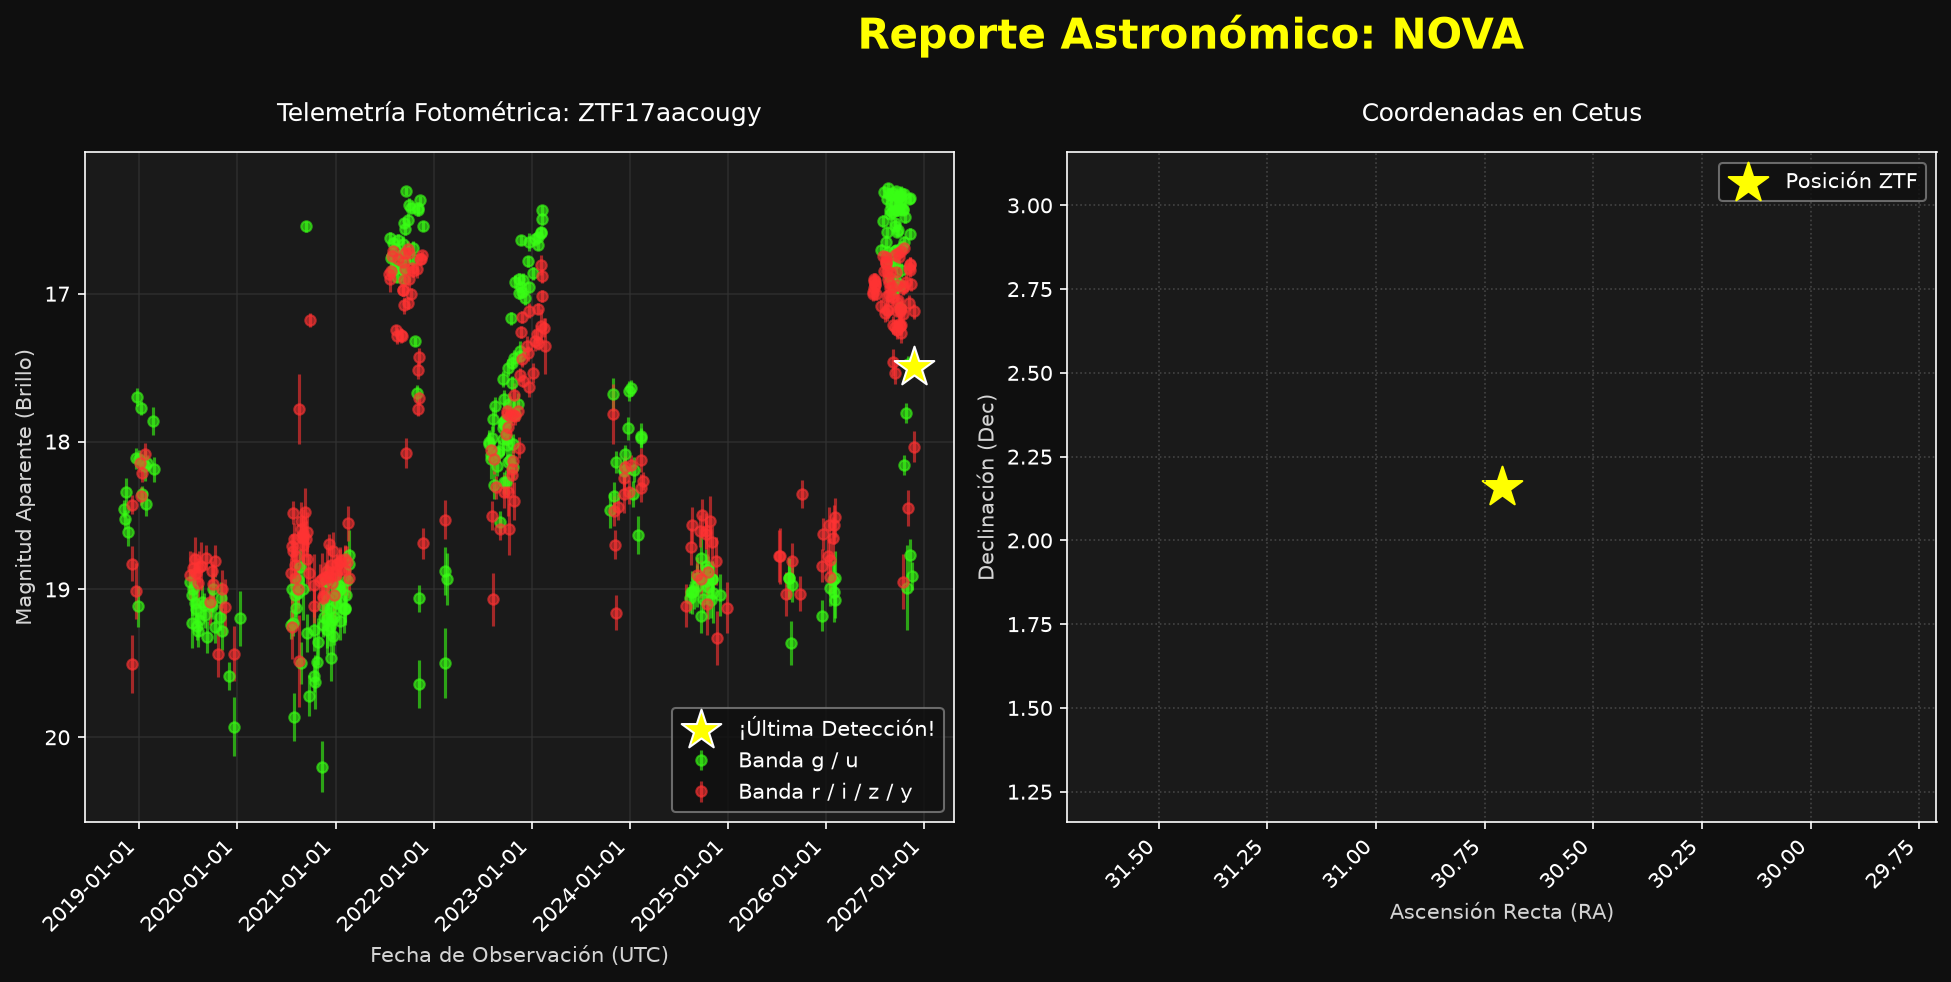 Reporte Astronómico: NOVA
Telemetría Fotométrica: ZTF17aacougy
Magnitud Aparente (Brillo)
17
18
19
20
¡Última Detección!
Banda g / u
Banda r / i / z / y
2019-01-01
2020-01-01
2021-01-01
2022-01-01
2023-01-01
2024-01-01
2025-01-01
2026-01-01
2027-01-01
Fecha de Observación (UTC)
Coordenadas en Cetus
Posición ZTF
Declinación (Dec)
3.00
2.75
2.50
2.25
2.00
1.75
1.50
1.25
31.50
31.25
31.00
30.75
30.50
30.25
30.00
29.75
Ascensión Recta (RA)